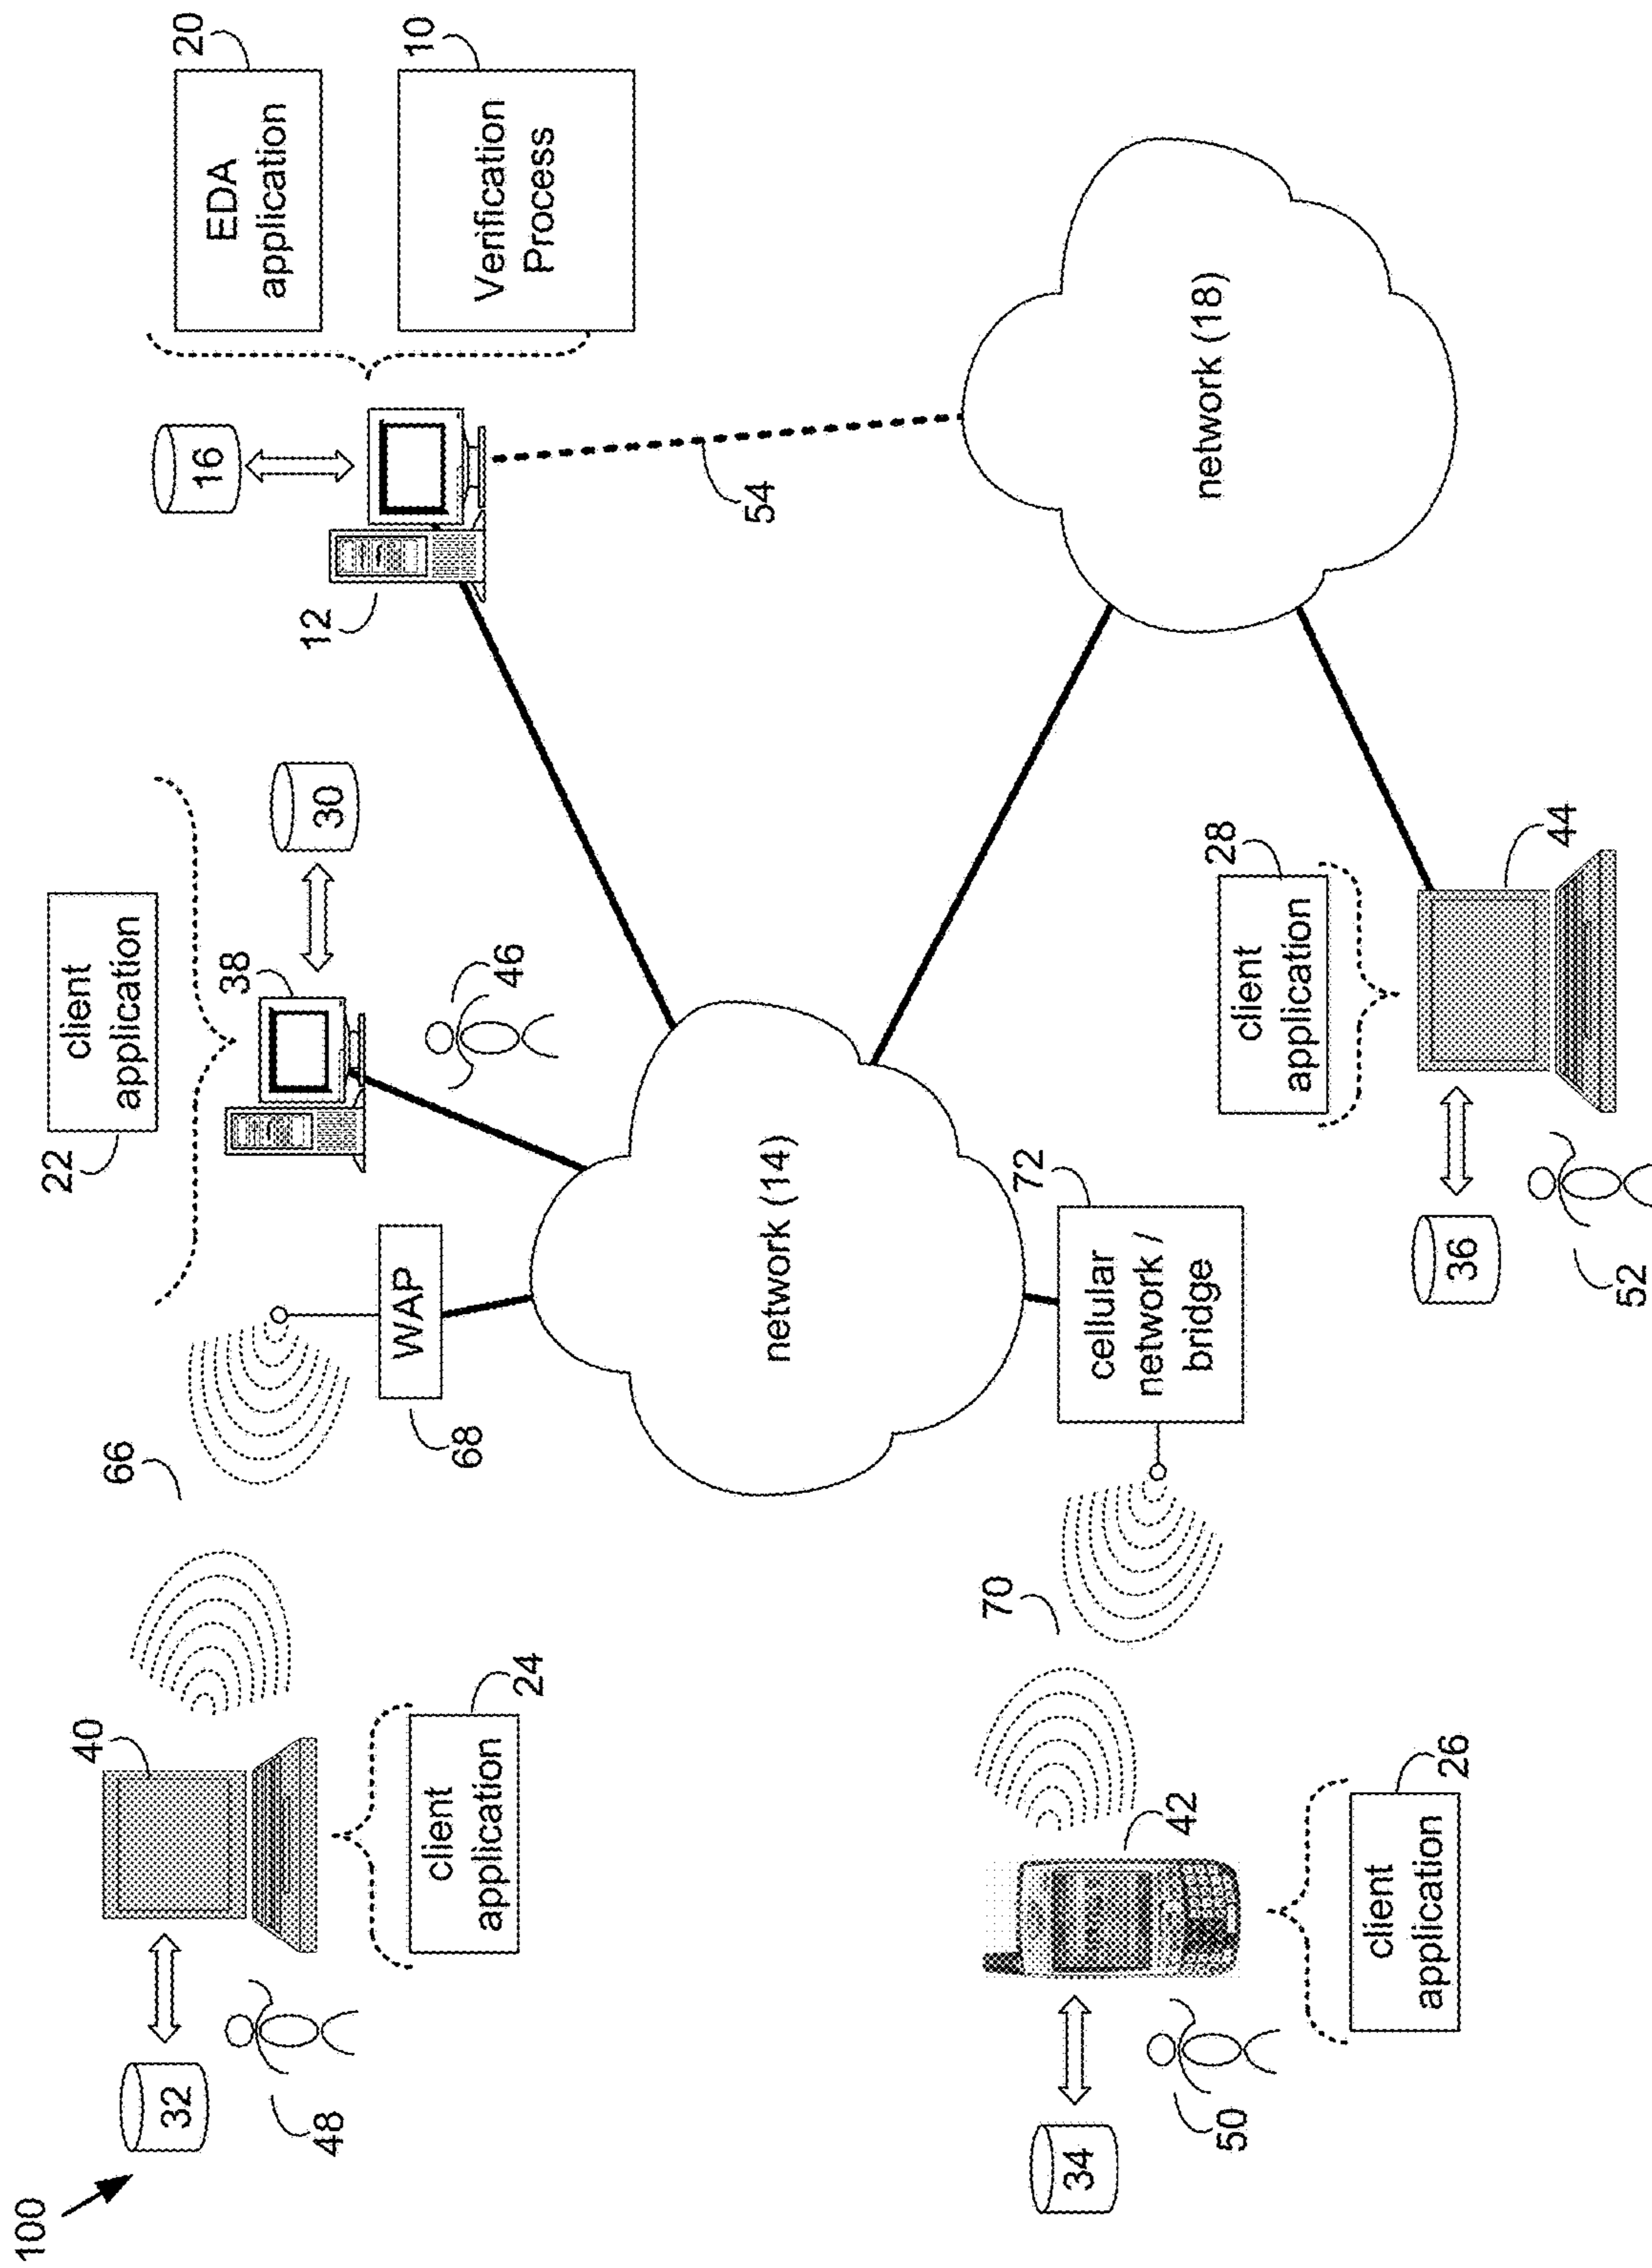 100
32
48
40
24
client
application
66
68
WAP
22
client
application
38
30
46
16
12
20
EDA
application
10
Verification
Process
54
network (14)
network (18)
34
50
42
26
client
application
70
72
cellular
network /
bridge
28
client
application
44
36
52